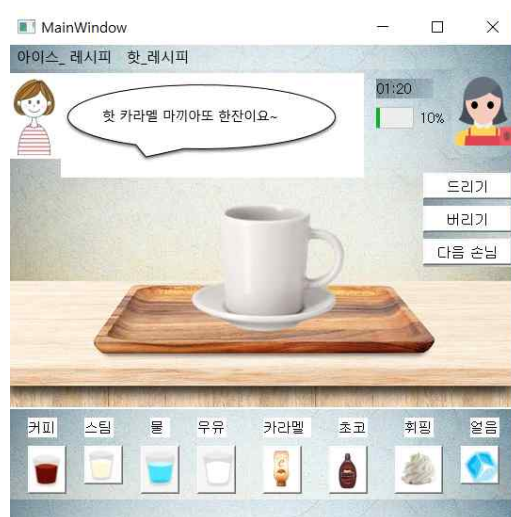 MainWindow
아이스_ 레시피 핫_레시피
핫 카라멜 마끼아또 한잔이요~
01:20
10%
드리기
버리기
다음 손님
커피 스팀 물 우유 카라멜 초코 휘핑 얼음